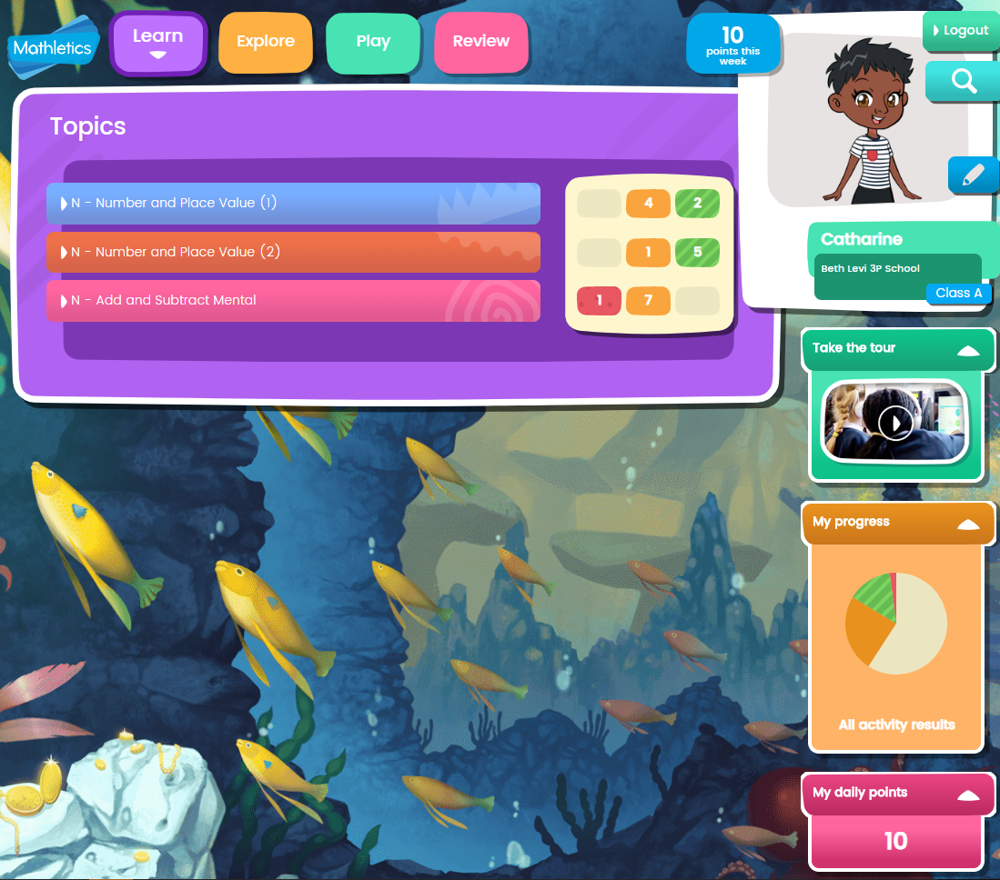 Mathletics
Learn
Explore
Play
Review
10
points this
week
Logout
Topics
N - Number and Place Value (1)
4
2
N - Number and Place Value (2)
1
5
N - Add and Subtract Mental
1
7
Catharine
Beth Levi 3P School
Class A
Take the tour
My progress
All activity results
My daily points
10